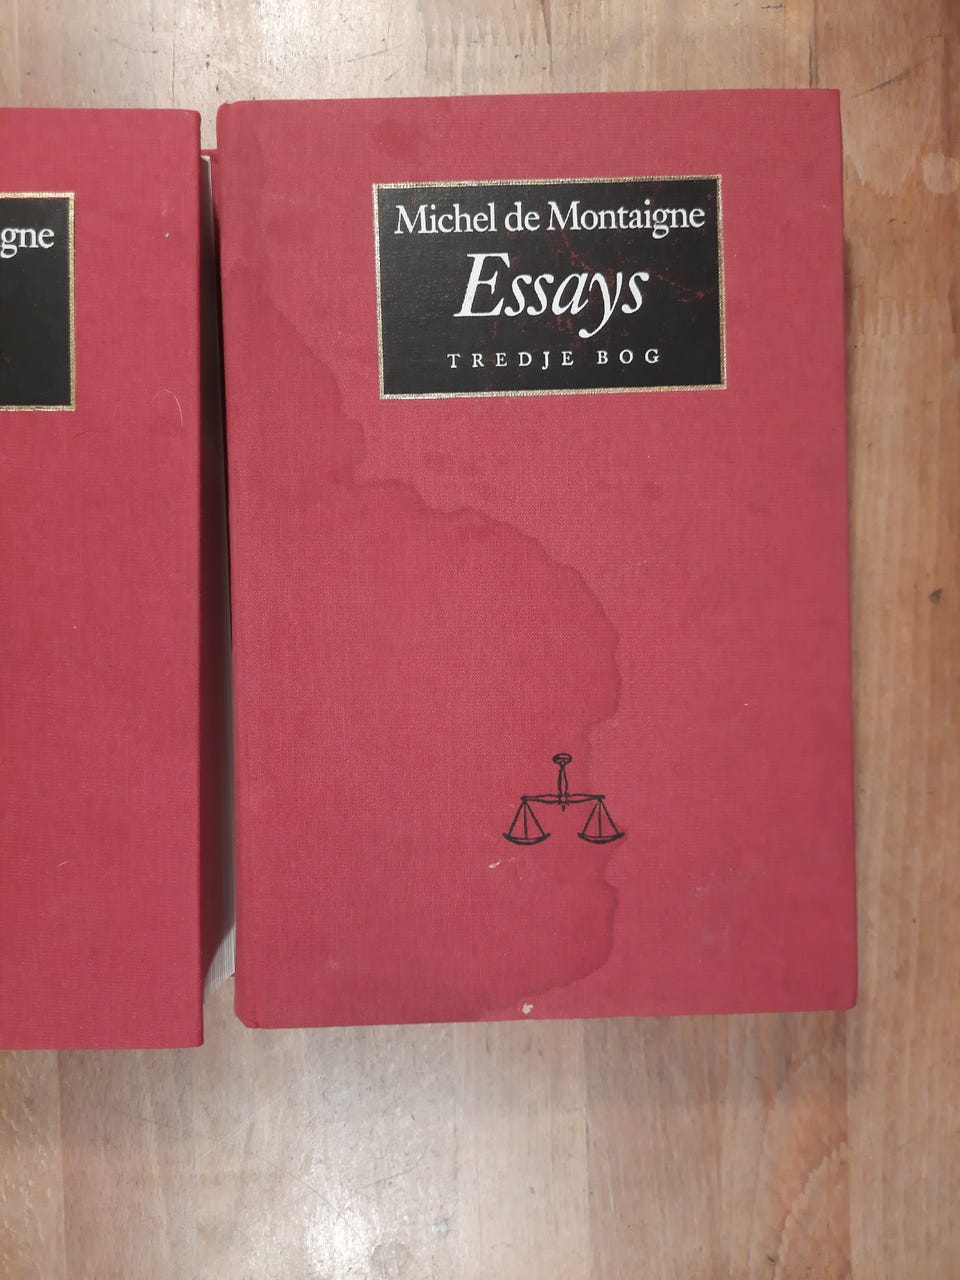 gne
Michel de Montaigne
Essays
TREDJE BOG